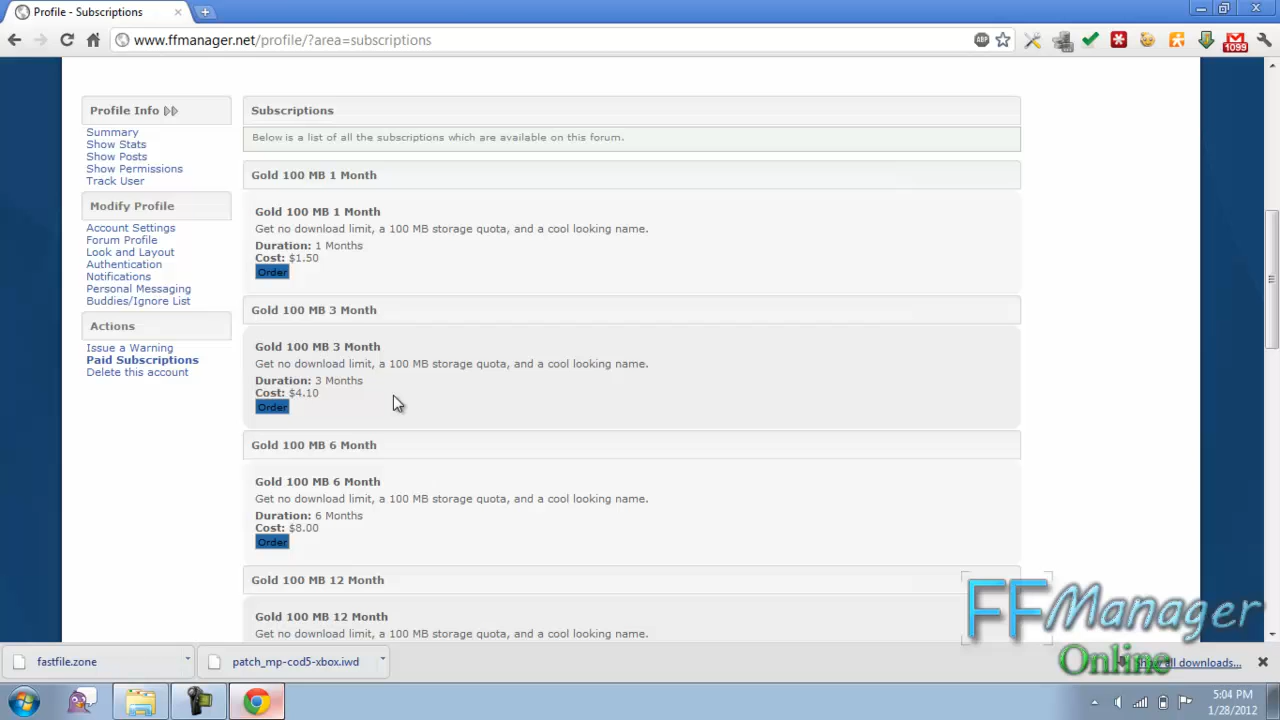 Profile - Subscriptions
www.ffmanager.net/profile/?area=subscriptions
ABP
1099
Profile Info
Summary
Show Stats
Show Posts
Show Permissions
Track User
Modify Profile
Account Settings
Forum Profile
Look and Layout
Authentication
Notifications
Personal Messaging
Buddies/Ignore List
Actions
Issue a Warning
Paid Subscriptions
Delete this account
Subscriptions
Below is a list of all the subscriptions which are available on this forum.
Gold 100 MB 1 Month
Gold 100 MB 1 Month
Get no download limit, a 100 MB storage quota, and a cool looking name.
Duration: 1 Months
Cost: $1.50
Order
Gold 100 MB 3 Month
Gold 100 MB 3 Month
Get no download limit, a 100 MB storage quota, and a cool looking name.
Duration: 3 Months
Cost: $4.10
Order
Gold 100 MB 6 Month
Gold 100 MB 6 Month
Get no download limit, a 100 MB storage quota, and a cool looking name.
Duration: 6 Months
Cost: $8.00
Order
Gold 100 MB 12 Month
Gold 100 MB 12 Month
Get no download limit, a 100 MB storage quota, and a cool looking name.
FFManager
Online
fastfile.zone
patch_mp-cod5-xbox.iwd
Show all downloads...
5:04 PM
1/28/2012